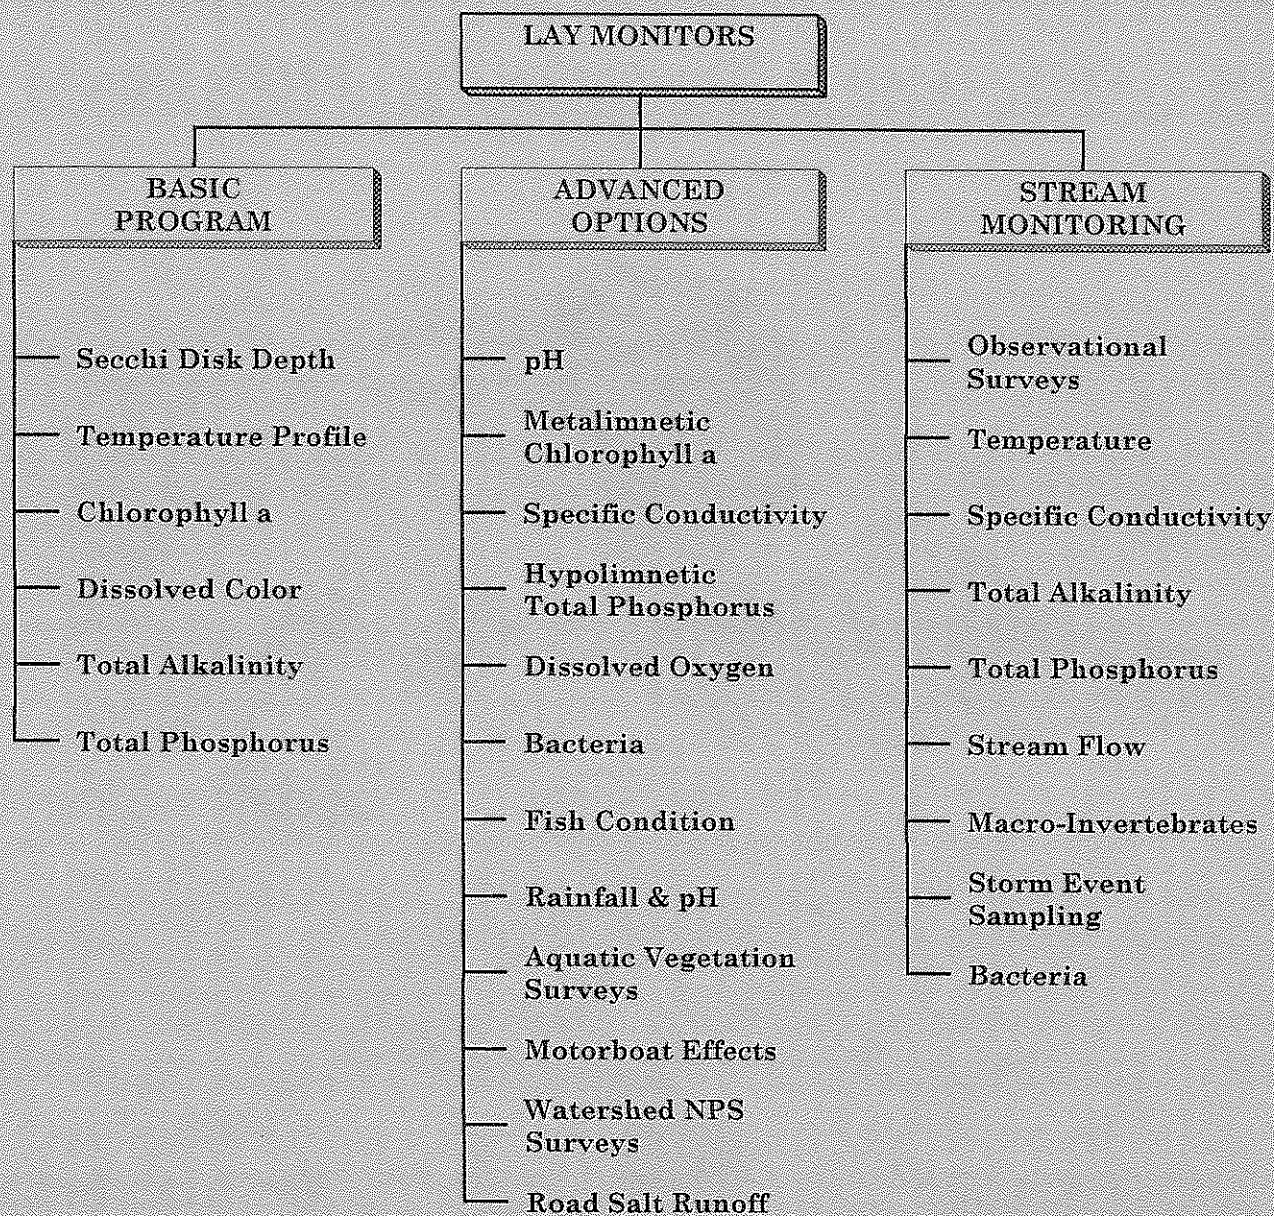 LAY MONITORS
BASIC
PROGRAM
Secchi Disk Depth
Temperature Profile
Chlorophyll a
Dissolved Color
Total Alkalinity
Total Phosphorus
ADVANCED
OPTIONS
pH
Metalimnetic
Chlorophyll a
Specific Conductivity
Hypolimnetic
Total Phosphorus
Dissolved Oxygen
Bacteria
Fish Condition
Rainfall & pH
Aquatic Vegetation
Surveys
Motorboat Effects
Watershed NPS
Surveys
Road Salt Runoff
STREAM
MONITORING
Observational
Surveys
Temperature
Specific Conductivity
Total Alkalinity
Total Phosphorus
Stream Flow
Macro-Invertebrates
Storm Event
Sampling
Bacteria